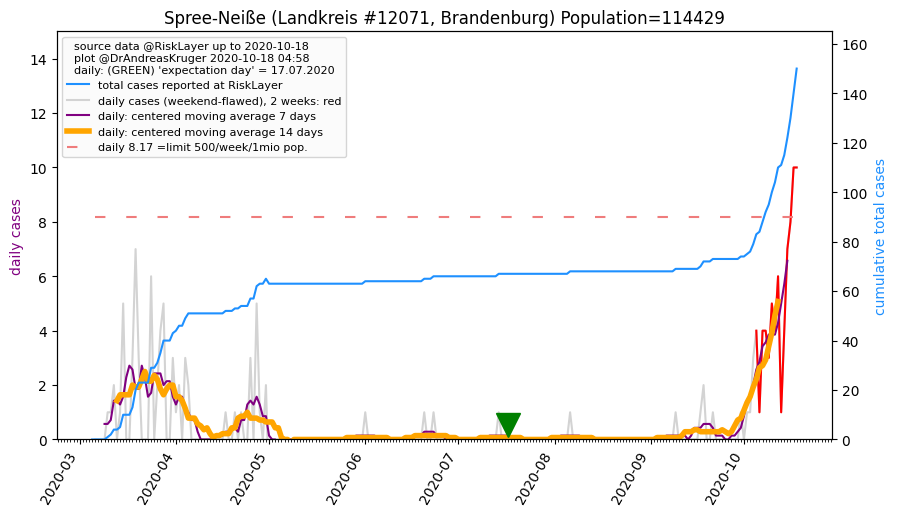 Spree-Neiße (Landkreis #12071, Brandenburg) Population=114429
source data @RiskLayer up to 2020-10-18
plot @DrAndreasKruger 2020-10-18 04:58
daily: (GREEN) 'expectation day' = 17.07.2020
total cases reported at RiskLayer
daily cases (weekend-flawed), 2 weeks: red
daily: centered moving average 7 days
daily: centered moving average 14 days
daily 8.17 =limit 500/week/1mio pop.
daily cases
14
12
10
8
6
4
2
0
160
140
120
100
80
60
40
20
0
cumulative total cases
2020-03
2020-04
2020-05
2020-06
2020-07
2020-08
2020-09
2020-10